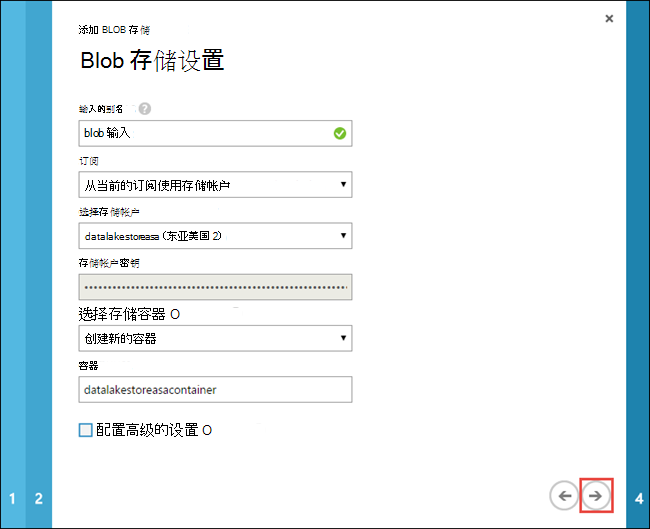 添加 BLOB 存储
Blob 存储设置
输入的别名
blob 输入
订阅
从当前的订阅使用存储帐户
选择存储帐户
datalakestoreasa (东亚美国 2)
存储帐户密钥
选择存储容器 O
创建新的容器
容器
datalakestoreasacontainer
配置高级的设置 O
1 2 4